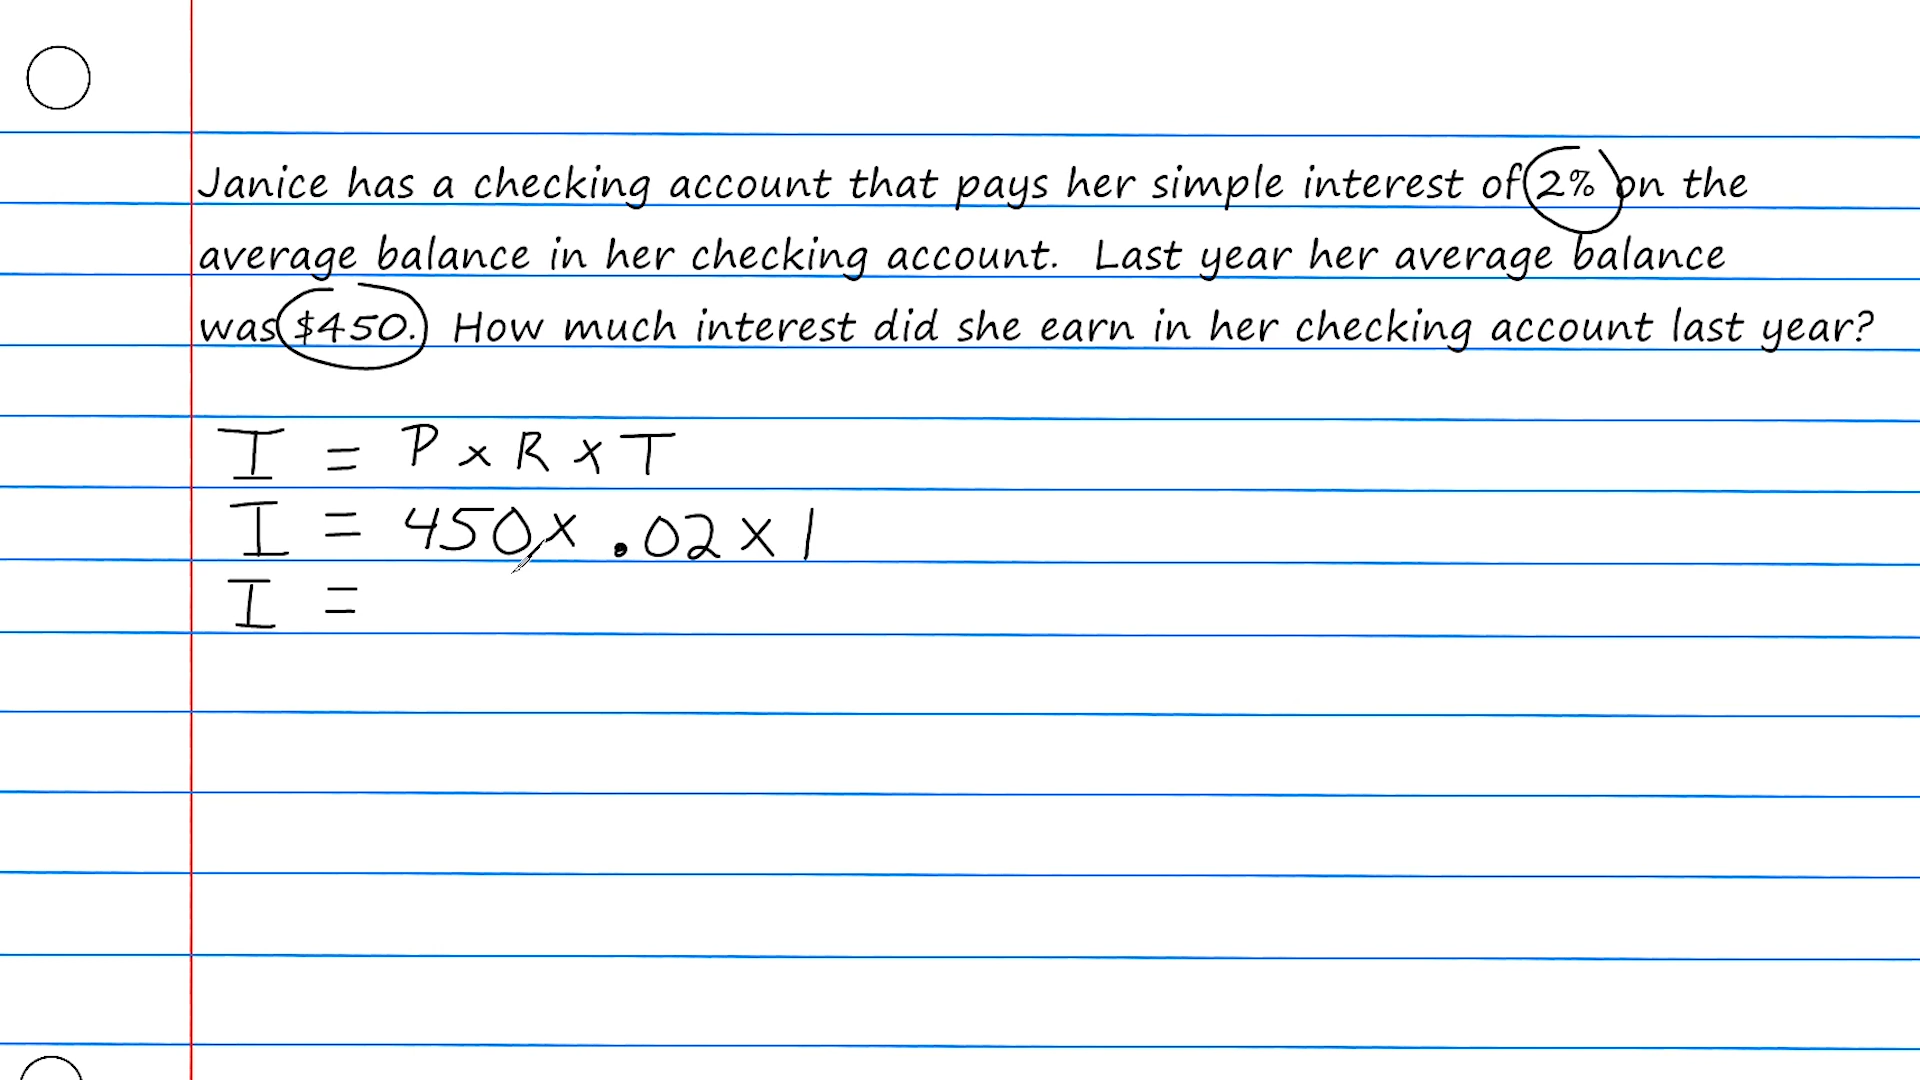 Janice has a checking account that pays her simple interest of 2% on the
average balance in her checking account. Last year her average balance
was $450. How much interest did she earn in her checking account last year?
I = P x R x T
I = 450 x .02 x 1
I =